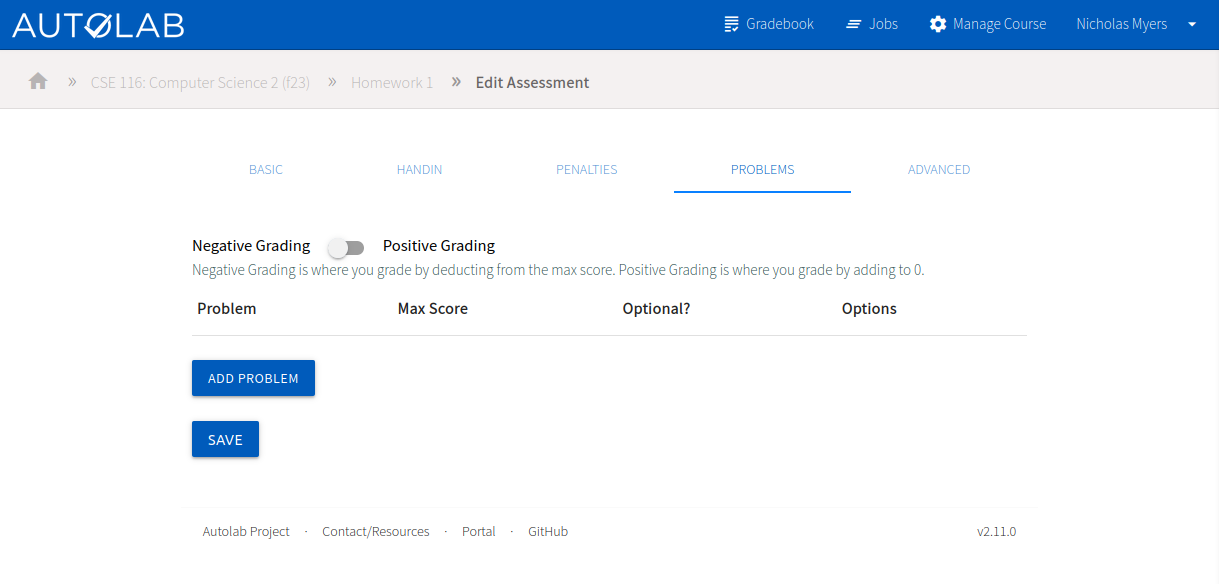 AUTOLAB Gradebook Jobs Manage Course Nicholas Myers
» CSE 116: Computer Science 2 (f23) » Homework 1 » Edit Assessment
BASIC HANDIN PENALTIES PROBLEMS ADVANCED
Negative Grading Positive Grading
Negative Grading is where you grade by deducting from the max score. Positive Grading is where you grade by adding to 0.
Problem Max Score Optional? Options
ADD PROBLEM
SAVE
Autolab Project · Contact/Resources · Portal · GitHub v2.11.0